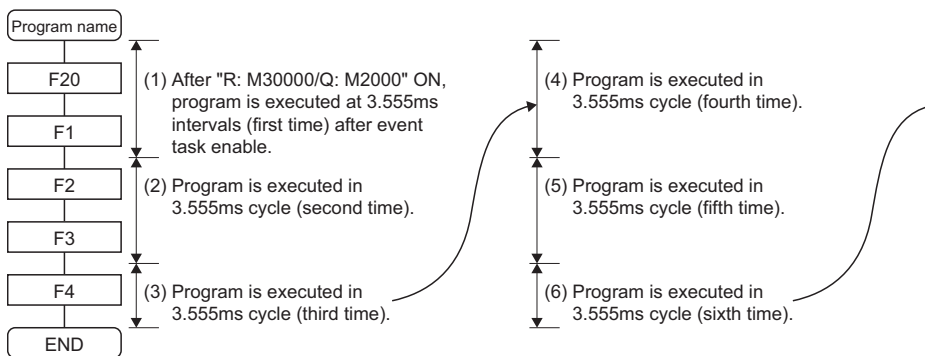 Program name
F20
F1
F2
F3
F4
END
(1) After "R: M30000/Q: M2000" ON,
program is executed at 3.555ms
intervals (first time) after event
task enable.
(2) Program is executed in
3.555ms cycle (second time).
(3) Program is executed in
3.555ms cycle (third time).
(4) Program is executed in
3.555ms cycle (fourth time).
(5) Program is executed in
3.555ms cycle (fifth time).
(6) Program is executed in
3.555ms cycle (sixth time).